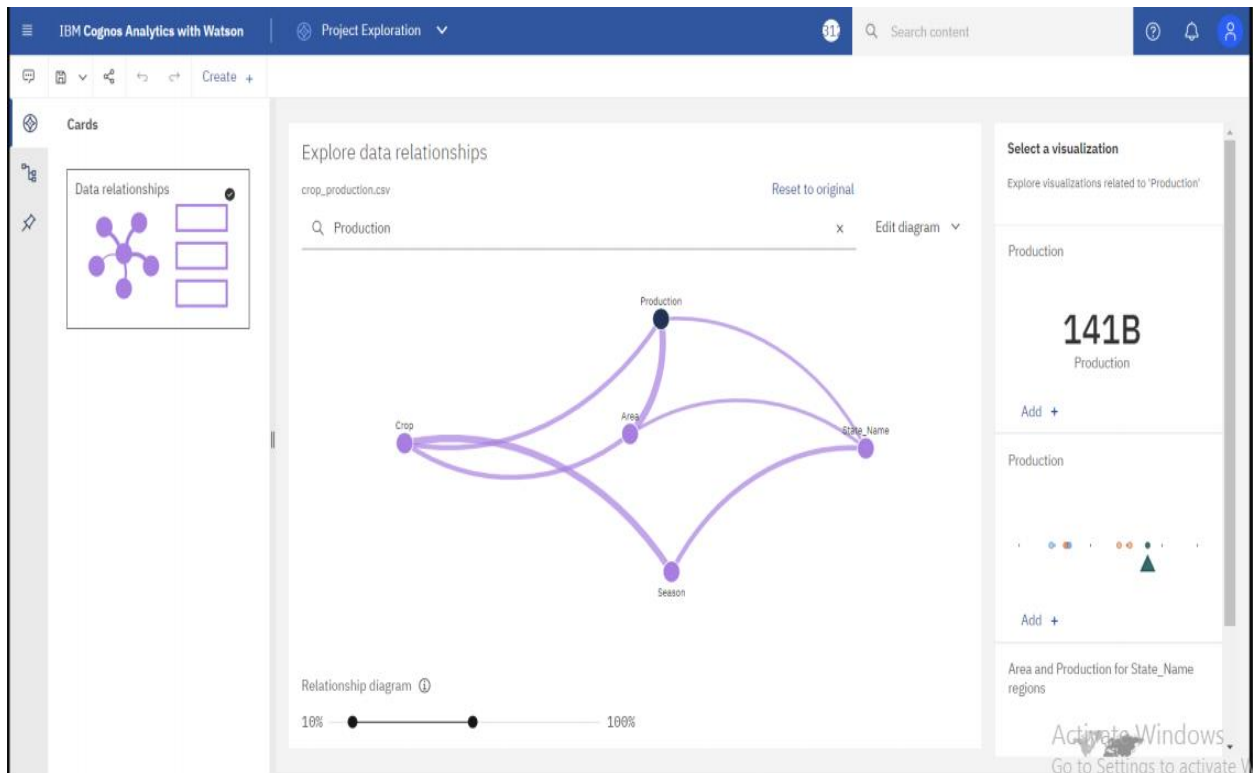 IBM Cognos Analytics with Watson
Project Exploration
Search content
Create +
Cards
Data relationships
Explore data relationships
crop_production.csv
Reset to original
Production
x
Edit diagram
Production
Crop
Area
State_Name
Season
Relationship diagram
10%
100%
Select a visualization
Explore visualizations related to 'Production'
Production
141B
Production
Add +
Production
Add +
Area and Production for State_Name
regions
Activate Windows
Go to Settings to activate